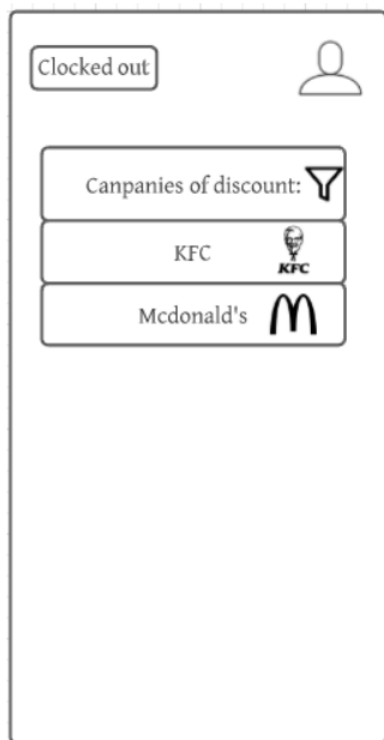 Clocked out
Canpanies of discount:
KFC
KFC
Mcdonald's